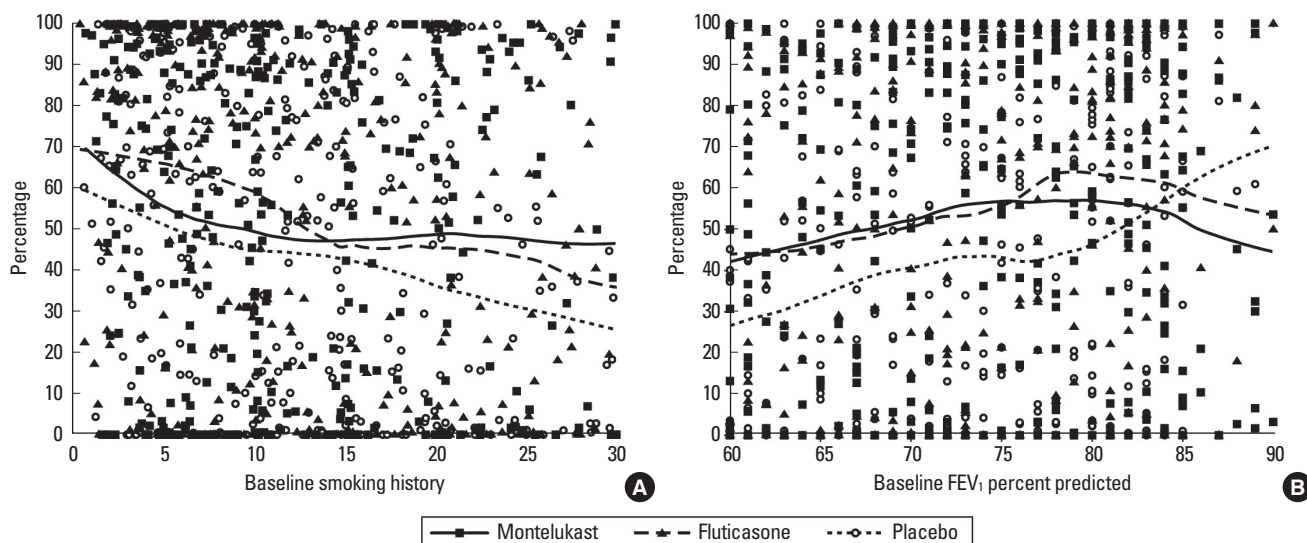 100
90
80
70
60
50
40
30
20
10
0
Percentage
0 5 10 15 20 25 30
Baseline smoking history
A
100
90
80
70
60
50
40
30
20
10
0
Percentage
60 65 70 75 80 85 90
Baseline FEV₁ percent predicted
B
Montelukast Fluticasone Placebo